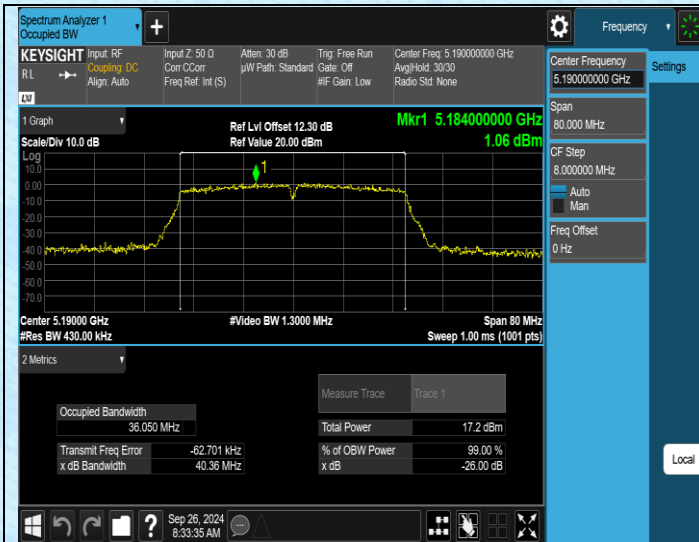 Spectrum Analyzer 1
Occupied BW
+
Frequency
KEYSIGHT
RL
LXI
Input: RF
Coupling: DC
Align: Auto
Input Z: 50 Ω
Corr CCorr
Freq Ref: Int (S)
Atten: 30 dB
µW Path: Standard
Trig: Free Run
Gate: Off
#IF Gain: Low
Center Freq: 5.190000000 GHz
Avg|Hold: 30/30
Radio Std: None
Center Frequency
5.190000000 GHz
Settings
Span
80.000 MHz
CF Step
8.000000 MHz
Auto
Man
Freq Offset
0 Hz
1 Graph
Scale/Div 10.0 dB
Ref Lvl Offset 12.30 dB
Ref Value 20.00 dBm
Mkr1 5.184000000 GHz
1.06 dBm
Log
10.0
0.00
-10.0
-20.0
-30.0
-40.0
-50.0
-60.0
-70.0
1
Center 5.19000 GHz
#Res BW 430.00 kHz
#Video BW 1.3000 MHz
Span 80 MHz
Sweep 1.00 ms (1001 pts)
2 Metrics
Measure Trace
Trace 1
Occupied Bandwidth
36.050 MHz
Total Power 17.2 dBm
Transmit Freq Error -62.701 kHz
% of OBW Power 99.00 %
x dB Bandwidth 40.36 MHz
x dB -26.00 dB
Local
?
Sep 26, 2024
8:33:35 AM